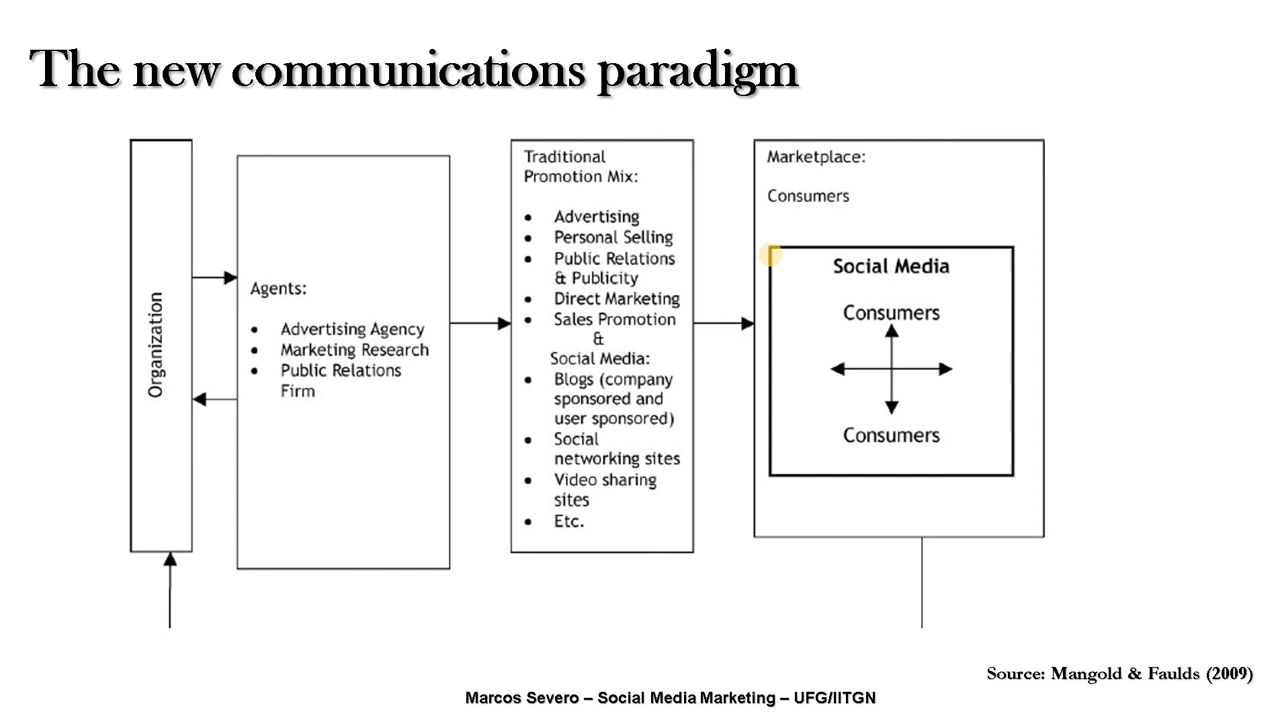 The new communications paradigm
Organization
Agents:
• Advertising Agency
• Marketing Research
• Public Relations
Firm
Traditional
Promotion Mix:
• Advertising
• Personal Selling
• Public Relations
& Publicity
• Direct Marketing
• Sales Promotion
&
Social Media:
• Blogs (company
sponsored and
user sponsored)
• Social
networking sites
• Video sharing
sites
• Etc.
Marketplace:
Consumers
Social Media
Consumers
Consumers
Source: Mangold & Faulds (2009)
Marcos Severo – Social Media Marketing – UFG/IITGN